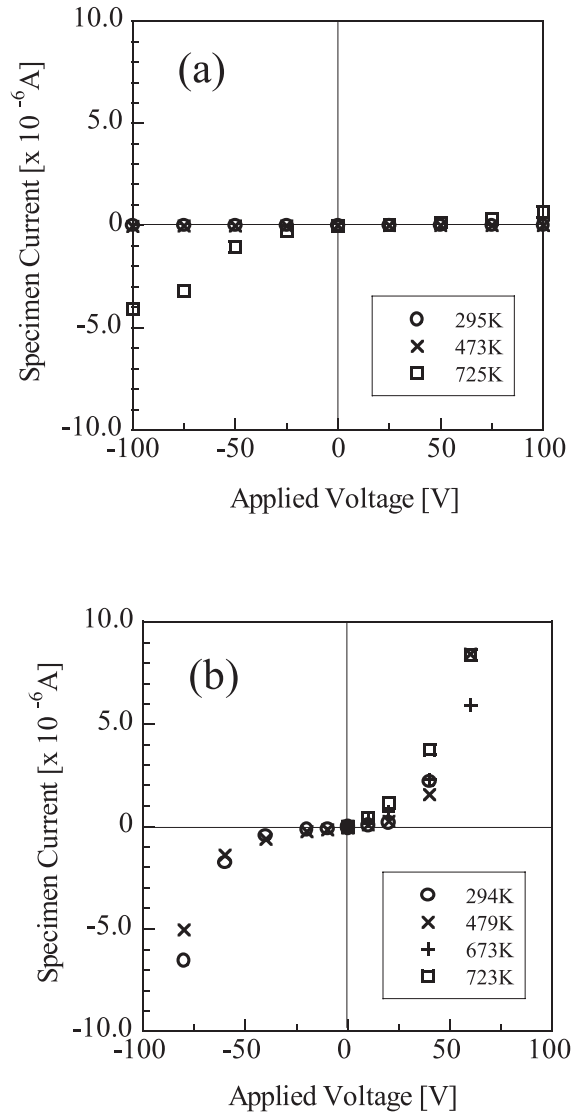 10.0
(a)
5.0
0
-5.0
-10.0
-100
-50
0
50
100
Specimen Current [x 10 -6 A]
Applied Voltage [V]
295K
473K
725K
10.0
(b)
5.0
0
-5.0
-10.0
-100
-50
0
50
100
Specimen Current [x 10 -6 A]
Applied Voltage [V]
294K
479K
673K
723K